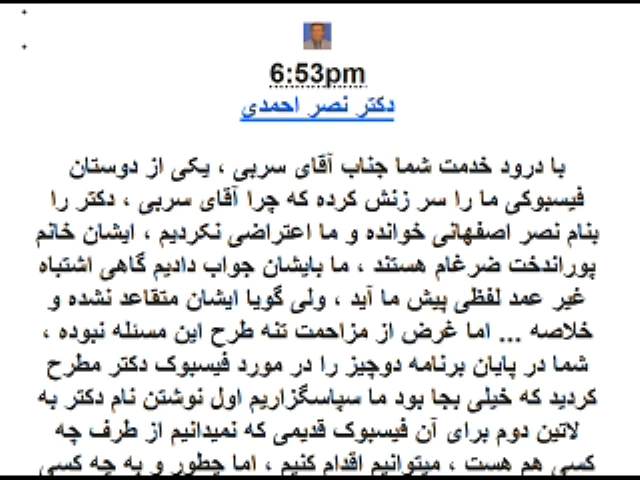 6:53pm
دکتر نصر احمدی
با درود خدمت شما جناب آقای سربی ، یکی از دوستان
فیسبوکی ما را سر زنش کرده که چرا آقای سربی ، دکتر را
بنام نصر اصفهانی خوانده و ما اعتراضی نکردیم ، ایشان خانم
پوراندخت ضرغام هستند ، ما بایشان جواب دادیم گاهی اشتباه
غیر عمد لفظی پیش ما آید ، ولی گویا ایشان متقاعد نشده و
خلاصه ... اما غرض از مزاحمت تنه طرح این مسئله نبوده ،
شما در پایان برنامه دوچیز را در مورد فیسبوک دکتر مطرح
کردید که خیلی بجا بود ما سپاسگزاریم اول نوشتن نام دکتر به
لاتین دوم برای آن فیسبوک قدیمی که نمیدانیم از طرف چه
کسی هم هست ، میتوانیم اقدام کنیم ، اما چطور و به چه کسی